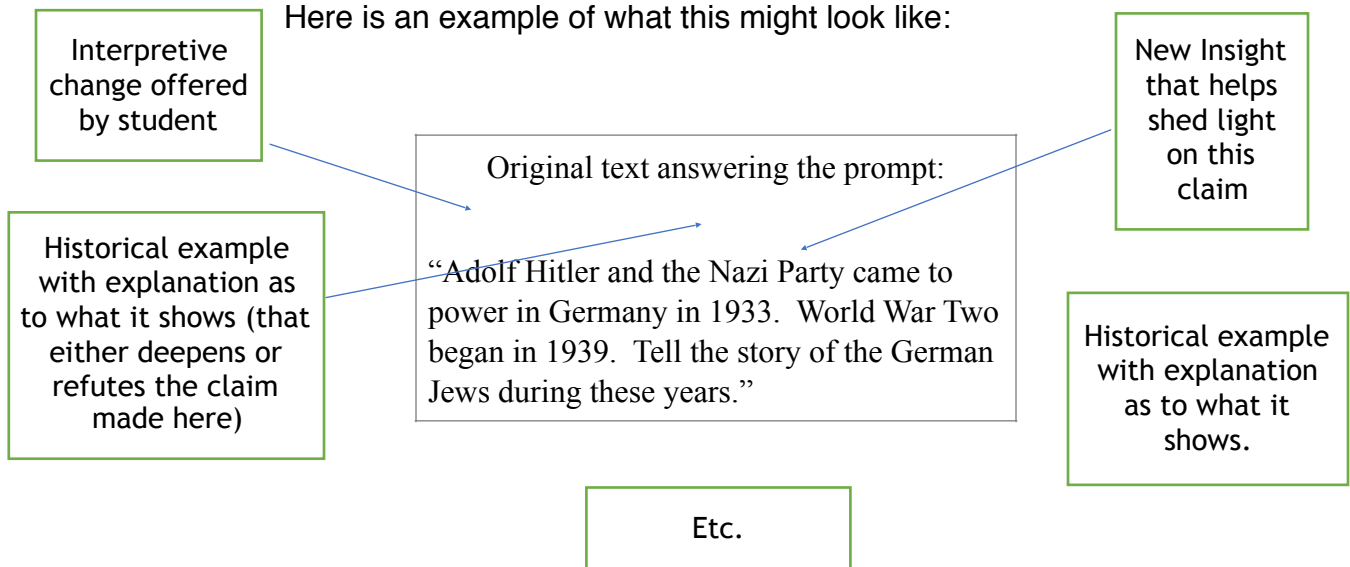 Here is an example of what this might look like:
Interpretive
change offered
by student
New Insight
that helps
shed light
on this
claim
Original text answering the prompt:
Historical example
with explanation as
to what it shows (that
either deepens or
refutes the claim
made here)
“Adolf Hitler and the Nazi Party came to
power in Germany in 1933.  World War Two
began in 1939.  Tell the story of the German
Jews during these years.”
Historical example
with explanation
as to what it
shows.
Etc.